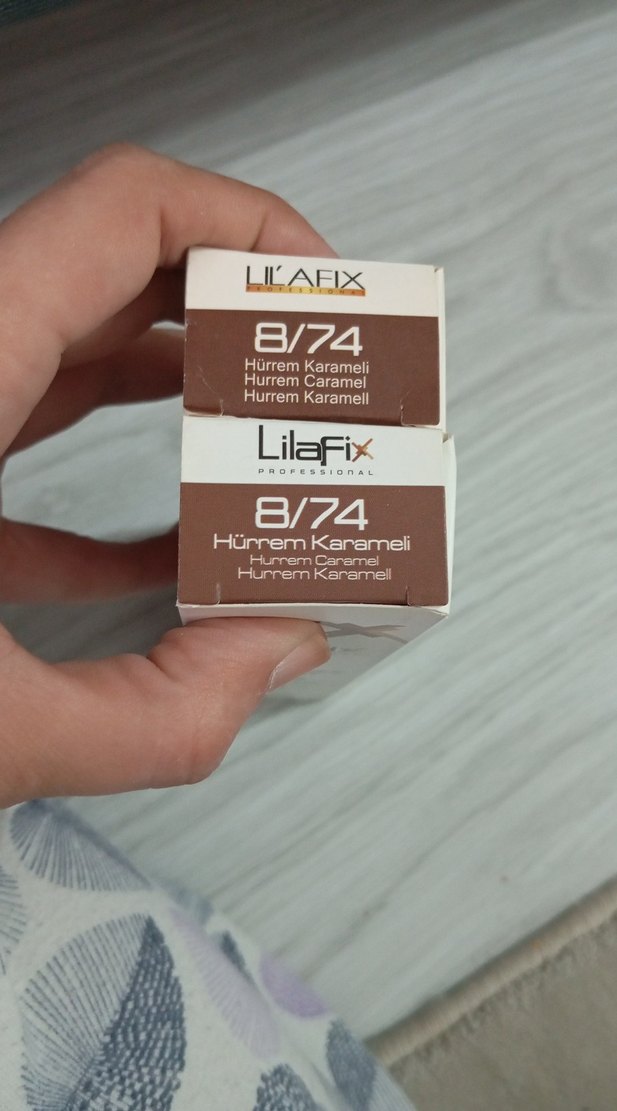 LIL'AFIX
PROFESSIONAL
8/74
Hürrem Karameli
Hurrem Caramel
Hurrem Karamell
Lilafix
PROFESSIONAL
8/74
Hürrem Karameli
Hurrem Caramel
Hurrem Karamell